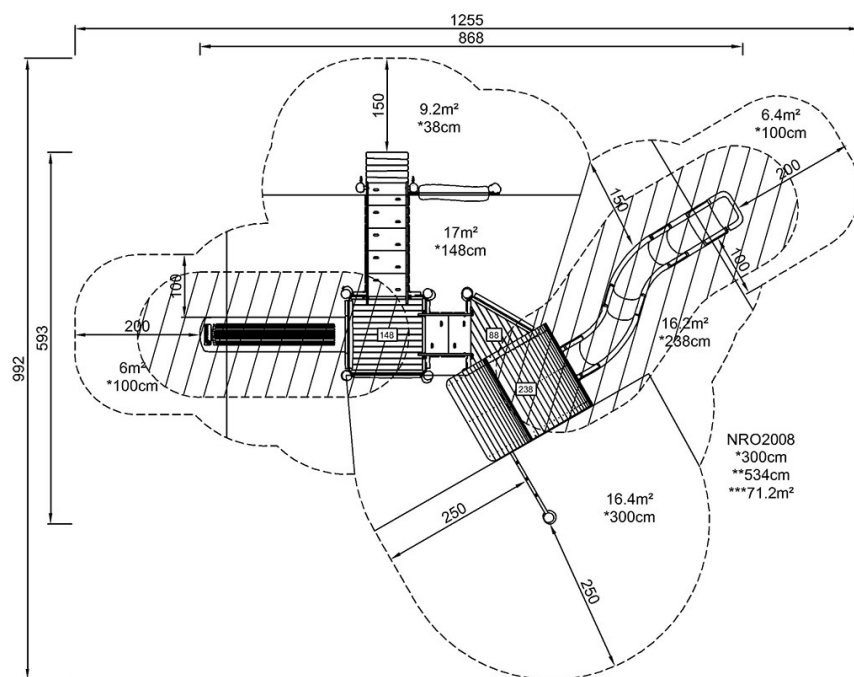 1255
868
9.2m²
*38cm
6.4m²
*100cm
150
200
150
17m²
*148cm
100
100
593
992
200
6m²
*100cm
148
88
238
16.2m²
*238cm
NRO2008
*300cm
**534cm
***71.2m²
16.4m²
*300cm
250
250